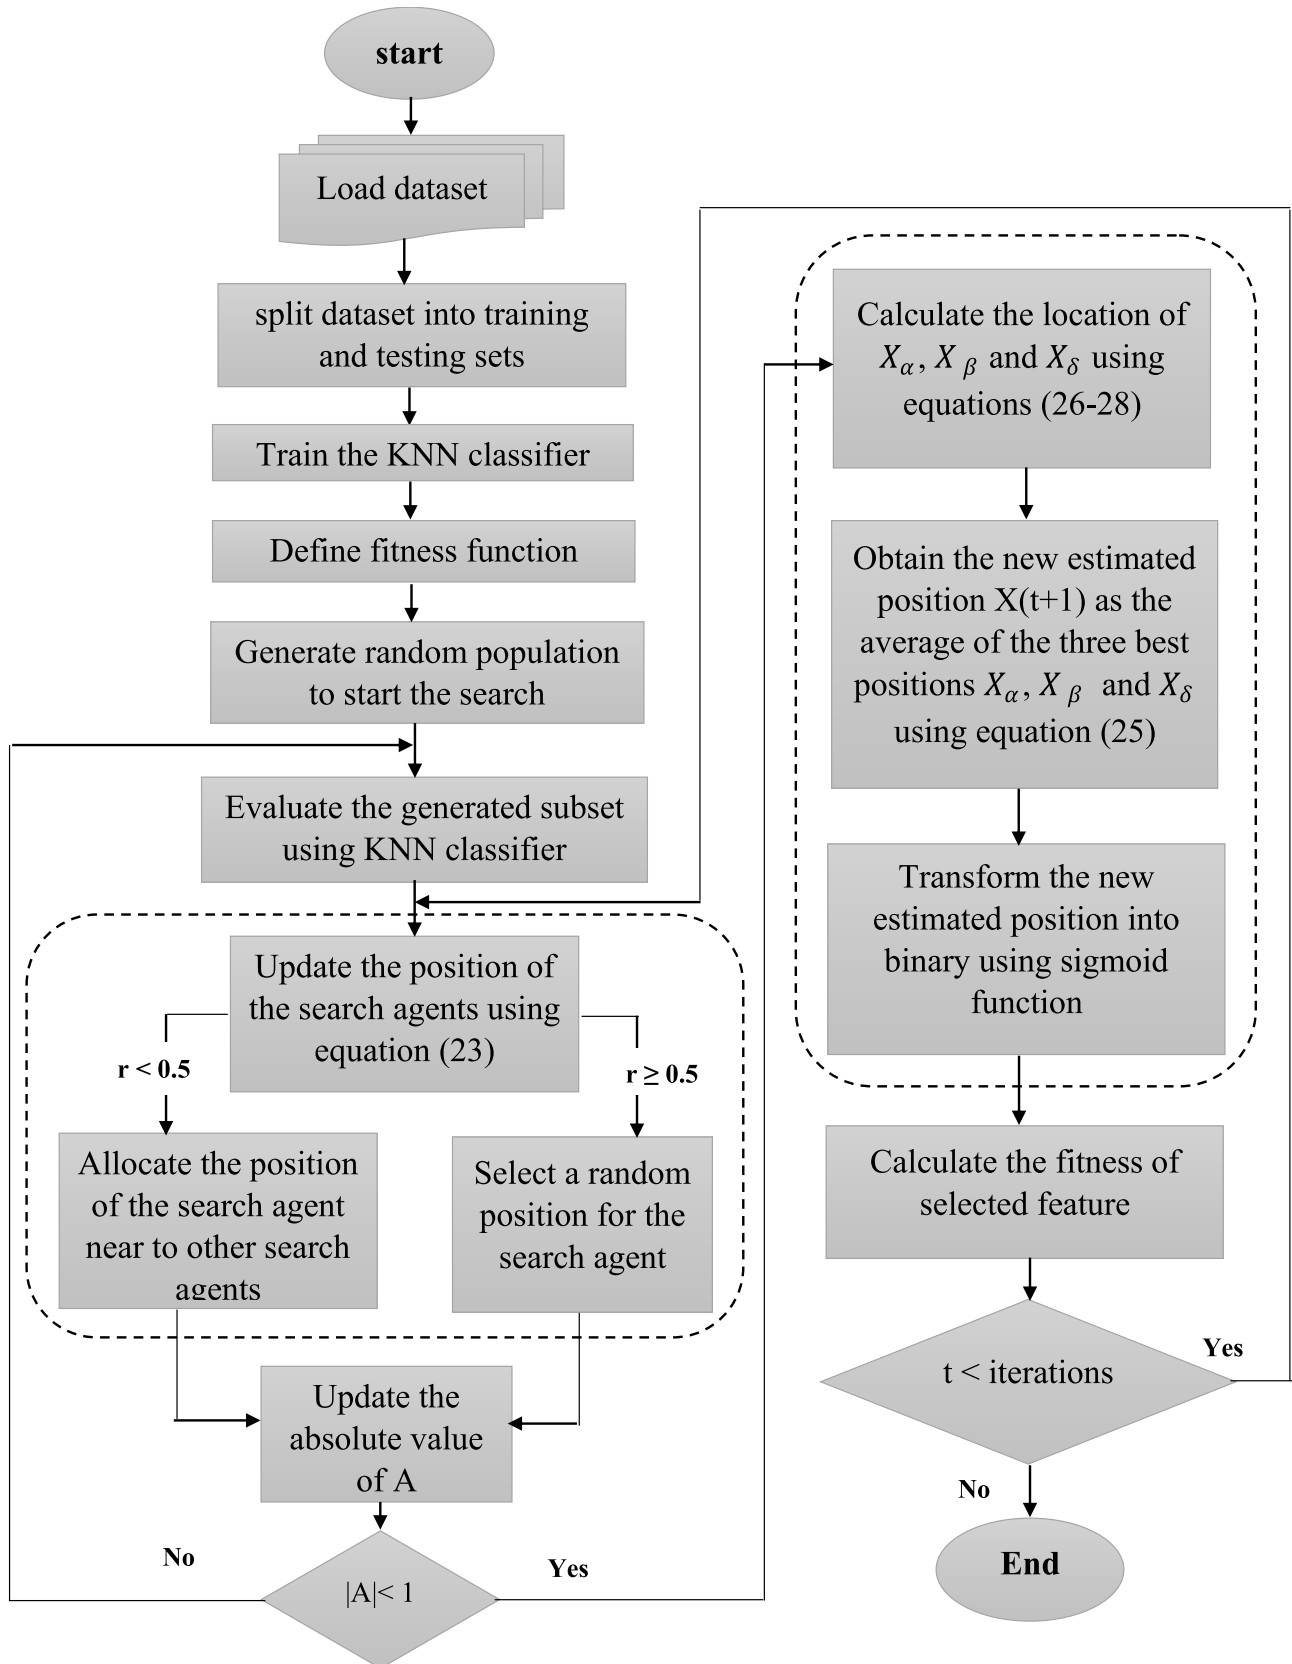 start
Load dataset
split dataset into training
and testing sets
Train the KNN classifier
Define fitness function
Generate random population
to start the search
Evaluate the generated subset
using KNN classifier
Update the position of
the search agents using
equation (23)
r < 0.5
r ≥ 0.5
Allocate the position
of the search agent
near to other search
agents
Select a random
position for the
search agent
Update the
absolute value
of A
|A|< 1
No
Yes
Calculate the location of
Xα, X β and Xδ using
equations (26-28)
Obtain the new estimated
position X(t+1) as the
average of the three best
positions Xα, X β and Xδ
using equation (25)
Transform the new
estimated position into
binary using sigmoid
function
Calculate the fitness of
selected feature
t < iterations
Yes
No
End